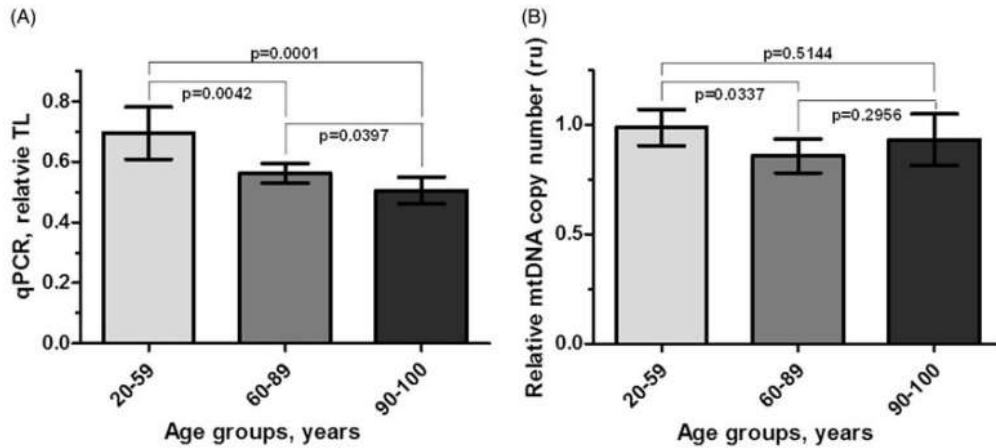 (A)
p=0.0001
p=0.0042
p=0.0397
qPCR, relatvie TL
0.8
0.6
0.4
0.2
0.0
20-59
60-89
90-100
Age groups, years
(B)
p=0.5144
p=0.0337
p=0.2956
Relative mtDNA copy number (ru)
1.0
0.5
0.0
20-59
60-89
90-100
Age groups, years